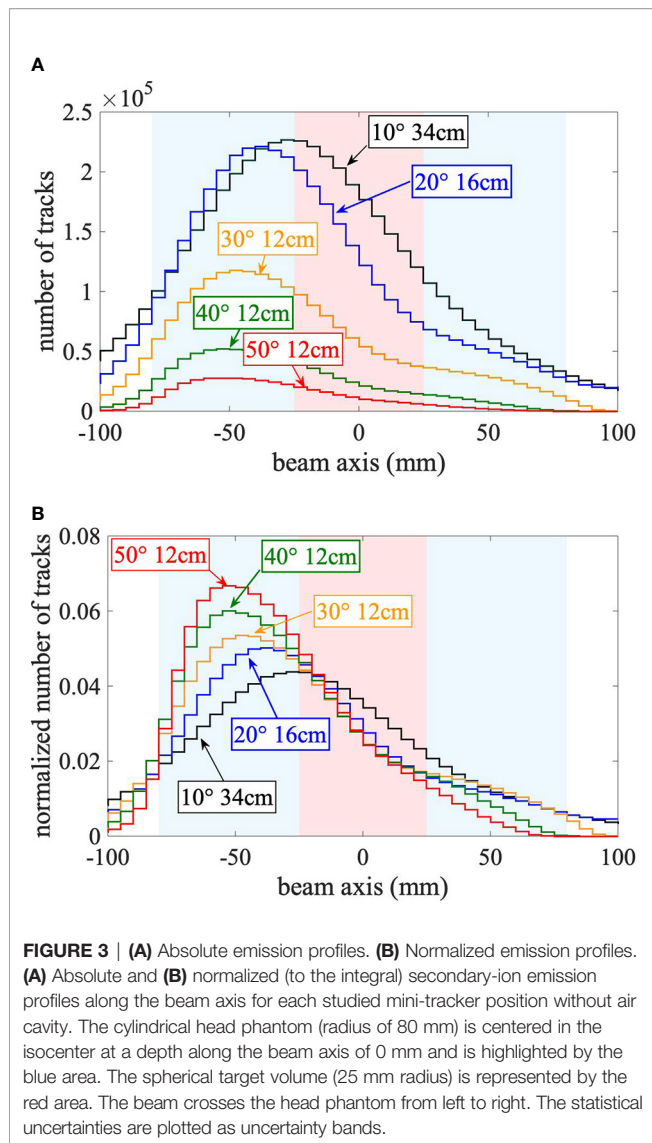 A
×10⁵
2.5
2
1.5
1
0.5
0
number of tracks
10° 34cm
20° 16cm
30° 12cm
40° 12cm
50° 12cm
-100 -50 0 50 100
beam axis (mm)
B
0.08
0.06
0.04
0.02
0
normalized number of tracks
50° 12cm
40° 12cm
30° 12cm
20° 16cm
10° 34cm
-100 -50 0 50 100
beam axis (mm)
FIGURE 3 | (A) Absolute emission profiles. (B) Normalized emission profiles.
(A) Absolute and (B) normalized (to the integral) secondary-ion emission
profiles along the beam axis for each studied mini-tracker position without air
cavity. The cylindrical head phantom (radius of 80 mm) is centered in the
isocenter at a depth along the beam axis of 0 mm and is highlighted by the
blue area. The spherical target volume (25 mm radius) is represented by the
red area. The beam crosses the head phantom from left to right. The statistical
uncertainties are plotted as uncertainty bands.